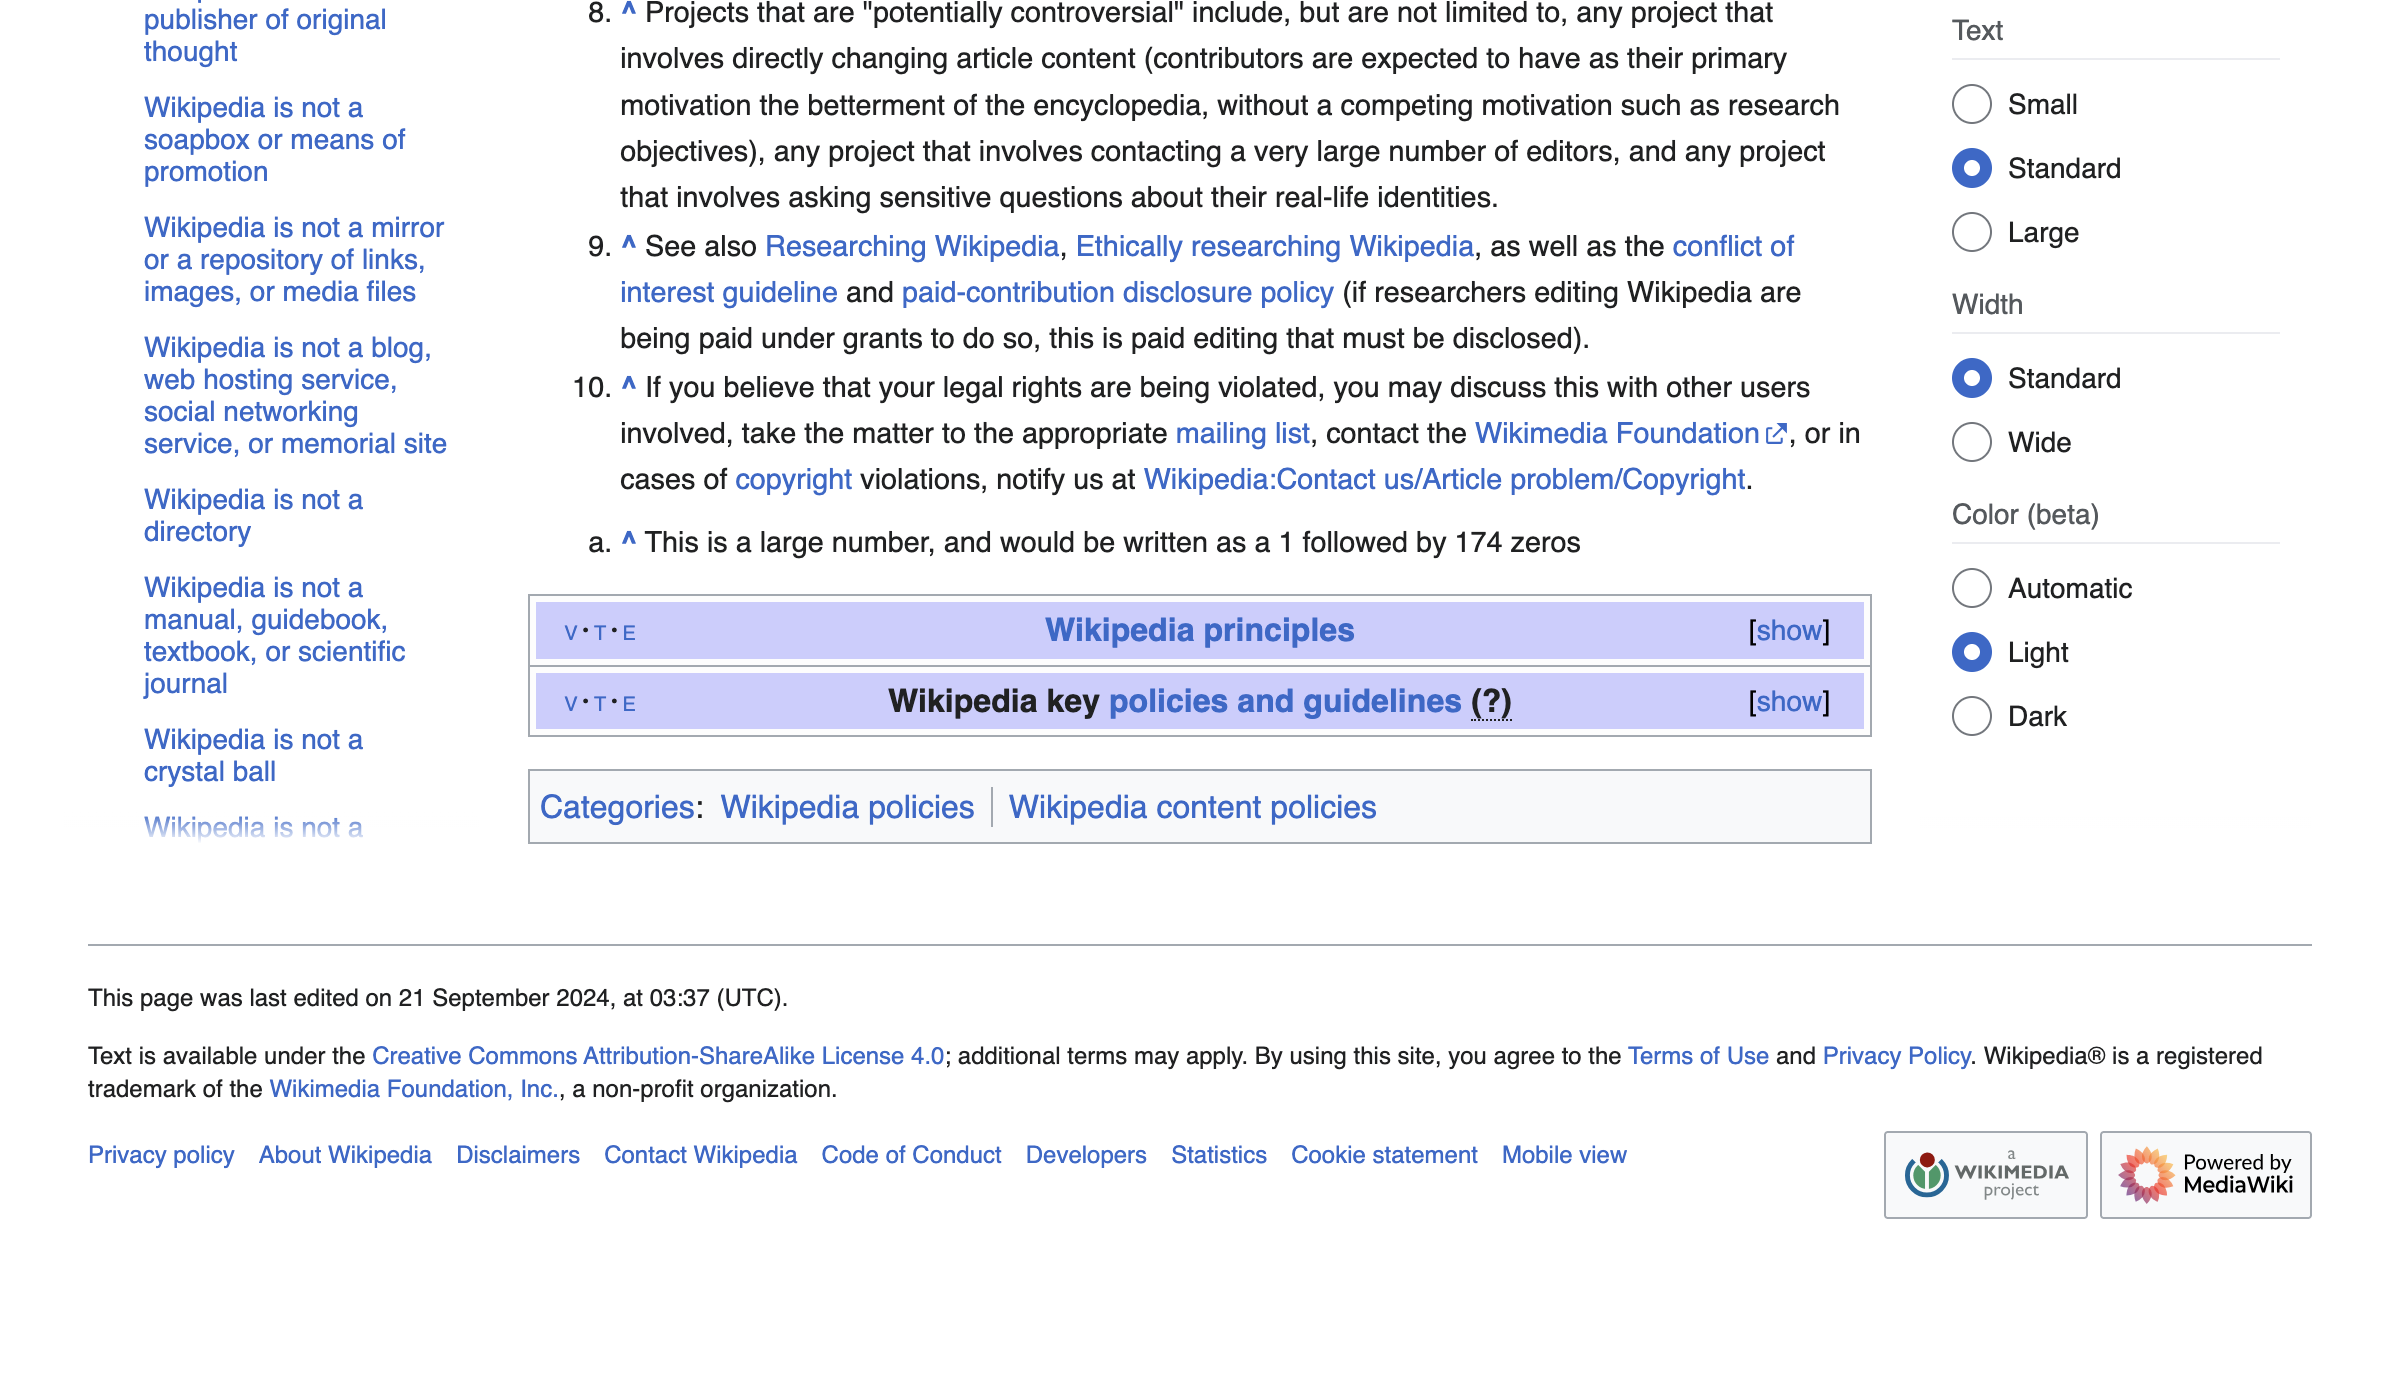 publisher of original
thought
Wikipedia is not a
soapbox or means of
promotion
Wikipedia is not a mirror
or a repository of links,
images, or media files
Wikipedia is not a blog,
web hosting service,
social networking
service, or memorial site
Wikipedia is not a
directory
Wikipedia is not a
manual, guidebook,
textbook, or scientific
journal
Wikipedia is not a
crystal ball
Wikipedia is not a
8. ^ Projects that are "potentially controversial" include, but are not limited to, any project that
involves directly changing article content (contributors are expected to have as their primary
motivation the betterment of the encyclopedia, without a competing motivation such as research
objectives), any project that involves contacting a very large number of editors, and any project
that involves asking sensitive questions about their real-life identities.
9. ^ See also Researching Wikipedia, Ethically researching Wikipedia, as well as the conflict of
interest guideline and paid-contribution disclosure policy (if researchers editing Wikipedia are
being paid under grants to do so, this is paid editing that must be disclosed).
10. ^ If you believe that your legal rights are being violated, you may discuss this with other users
involved, take the matter to the appropriate mailing list, contact the Wikimedia Foundation, or in
cases of copyright violations, notify us at Wikipedia:Contact us/Article problem/Copyright.
a. ^ This is a large number, and would be written as a 1 followed by 174 zeros
V · T · E Wikipedia principles [show]
V · T · E Wikipedia key policies and guidelines (?) [show]
Categories: Wikipedia policies | Wikipedia content policies
Text
Small
Standard
Large
Width
Standard
Wide
Color (beta)
Automatic
Light
Dark
This page was last edited on 21 September 2024, at 03:37 (UTC).
Text is available under the Creative Commons Attribution-ShareAlike License 4.0; additional terms may apply. By using this site, you agree to the Terms of Use and Privacy Policy. Wikipedia® is a registered
trademark of the Wikimedia Foundation, Inc., a non-profit organization.
Privacy policy About Wikipedia Disclaimers Contact Wikipedia Code of Conduct Developers Statistics Cookie statement Mobile view
a
WIKIMEDIA
project
Powered by
MediaWiki